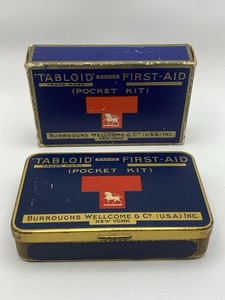 'TABLOID' BRAND FIRST-AID
TRADE MARK
(POCKET KIT)
BURROUGHS WELLCOME & Cº (U.S.A.) INC.
NEW YORK
'TABLOID' BRAND FIRST-AID
TRADE MARK
(POCKET KIT)
BURROUGHS WELLCOME & Cº (U.S.A.) INC.
NEW YORK